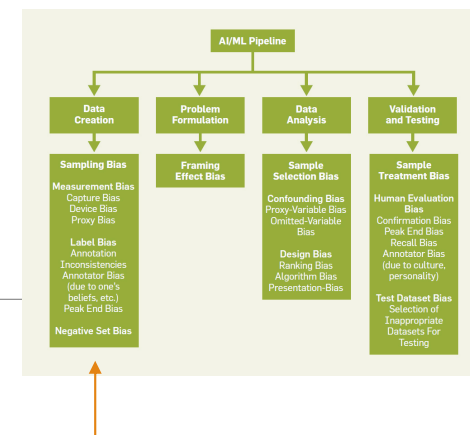 AI/ML Pipeline
Data
Creation
Problem
Formulation
Data
Analysis
Validation
and Testing
Sampling Bias
Measurement Bias
Capture Bias
Device Bias
Proxy Bias
Label Bias
Annotation
Inconsistencies
Annotator Bias
(due to one's
beliefs, etc.)
Peak End Bias
Negative Set Bias
Framing
Effect Bias
Sample
Selection Bias
Confounding Bias
Proxy-Variable Bias
Omitted-Variable
Bias
Design Bias
Ranking Bias
Algorithm Bias
Presentation-Bias
Sample
Treatment Bias
Human Evaluation
Bias
Confirmation Bias
Peak End Bias
Recall Bias
Annotator Bias
(due to culture,
personality)
Test Dataset Bias
Selection of
Inappropriate
Datasets For
Testing